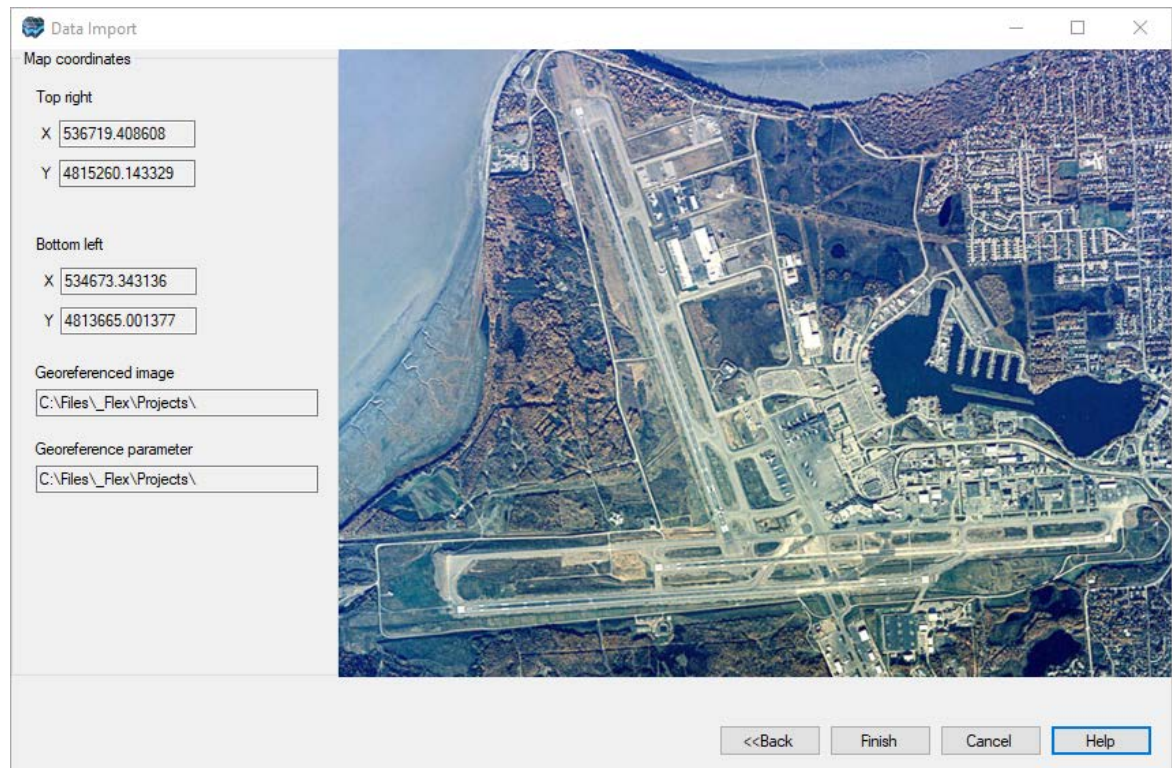 Data Import
Map coordinates
Top right
X 536719.408608
Y 4815260.143329
Bottom left
X 534673.343136
Y 4813665.001377
Georeferenced image
C:\Files\_Flex\Projects\
Georeference parameter
C:\Files\_Flex\Projects\
<<Back Finish Cancel Help